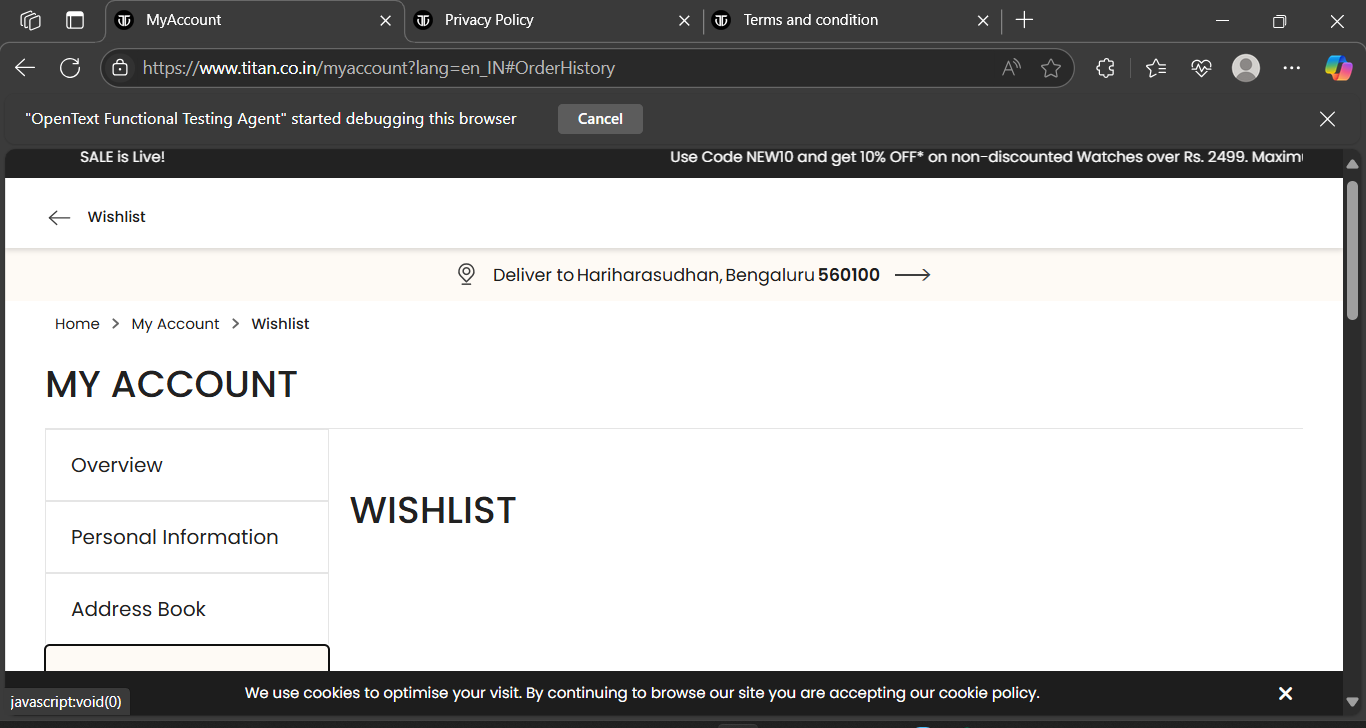 MyAccount
Privacy Policy
Terms and condition
https://www.titan.co.in/myaccount?lang=en_IN#OrderHistory
"OpenText Functional Testing Agent" started debugging this browser
Cancel
SALE is Live!
Use Code NEW10 and get 10% OFF* on non-discounted Watches over Rs. 2499.
Wishlist
Deliver to Hariharasudhan, Bengaluru 560100
Home > My Account > Wishlist
MY ACCOUNT
Overview
WISHLIST
Personal Information
Address Book
We use cookies to optimise your visit. By continuing to browse our site you are accepting our cookie policy.
javascript:void(0)